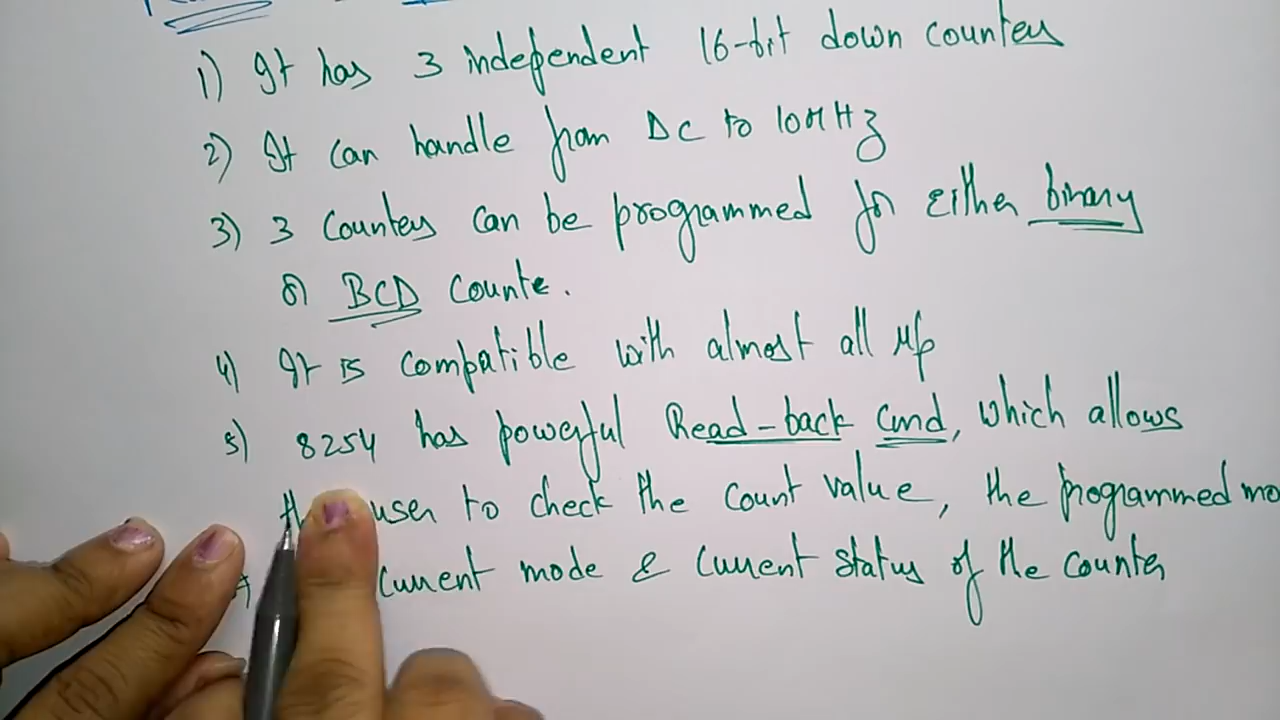 1) It has 3 independent 16-bit down counters
2) It can handle from DC to 10MHz
3) 3 Counters can be programmed for either binary
or BCD Counte.
4) It is compatible with almost all μp
5) 8254 has powerful Read-back Cmd, which allows
user to check the count value, the programmed mo
current mode & current status of the counter